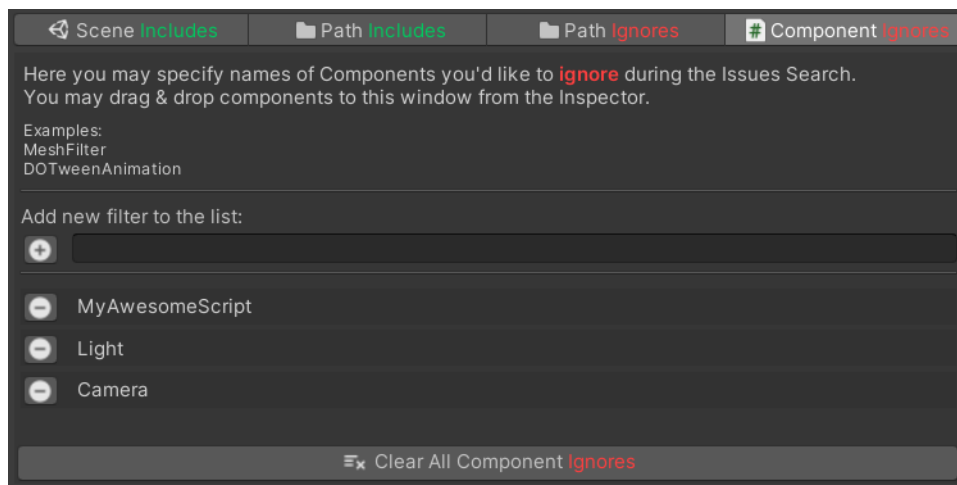 Scene Includes
Path Includes
Path Ignores
# Component Ignores
Here you may specify names of Components you'd like to ignore during the Issues Search.
You may drag & drop components to this window from the Inspector.
Examples:
MeshFilter
DOTweenAnimation
Add new filter to the list:
MyAwesomeScript
Light
Camera
Clear All Component Ignores